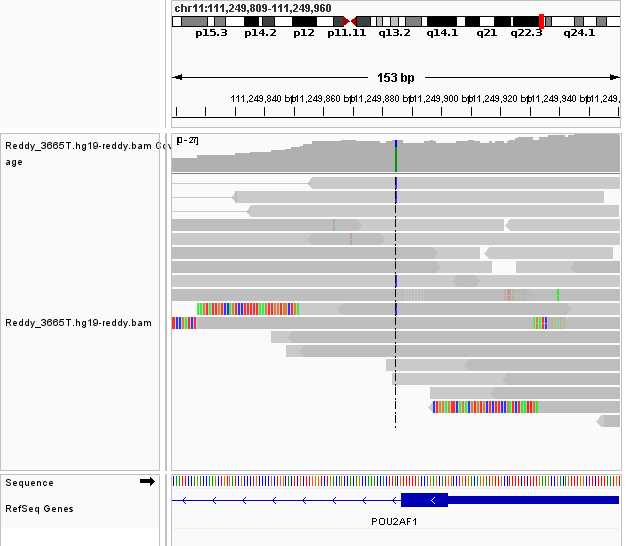 chr11:111,249,809-111,249,960
p15.3 p14.2 p12 p11.11 q13.2 q14.1 q21 q22.3 q24.1
153 bp
111,249,840 bp 111,249,860 bp 111,249,880 bp 111,249,900 bp 111,249,920 bp 111,249,940 bp
[0 - 27]
Reddy_3665T.hg19-reddy.bam
age
Reddy_3665T.hg19-reddy.bam
Sequence
RefSeq Genes
POU2AF1